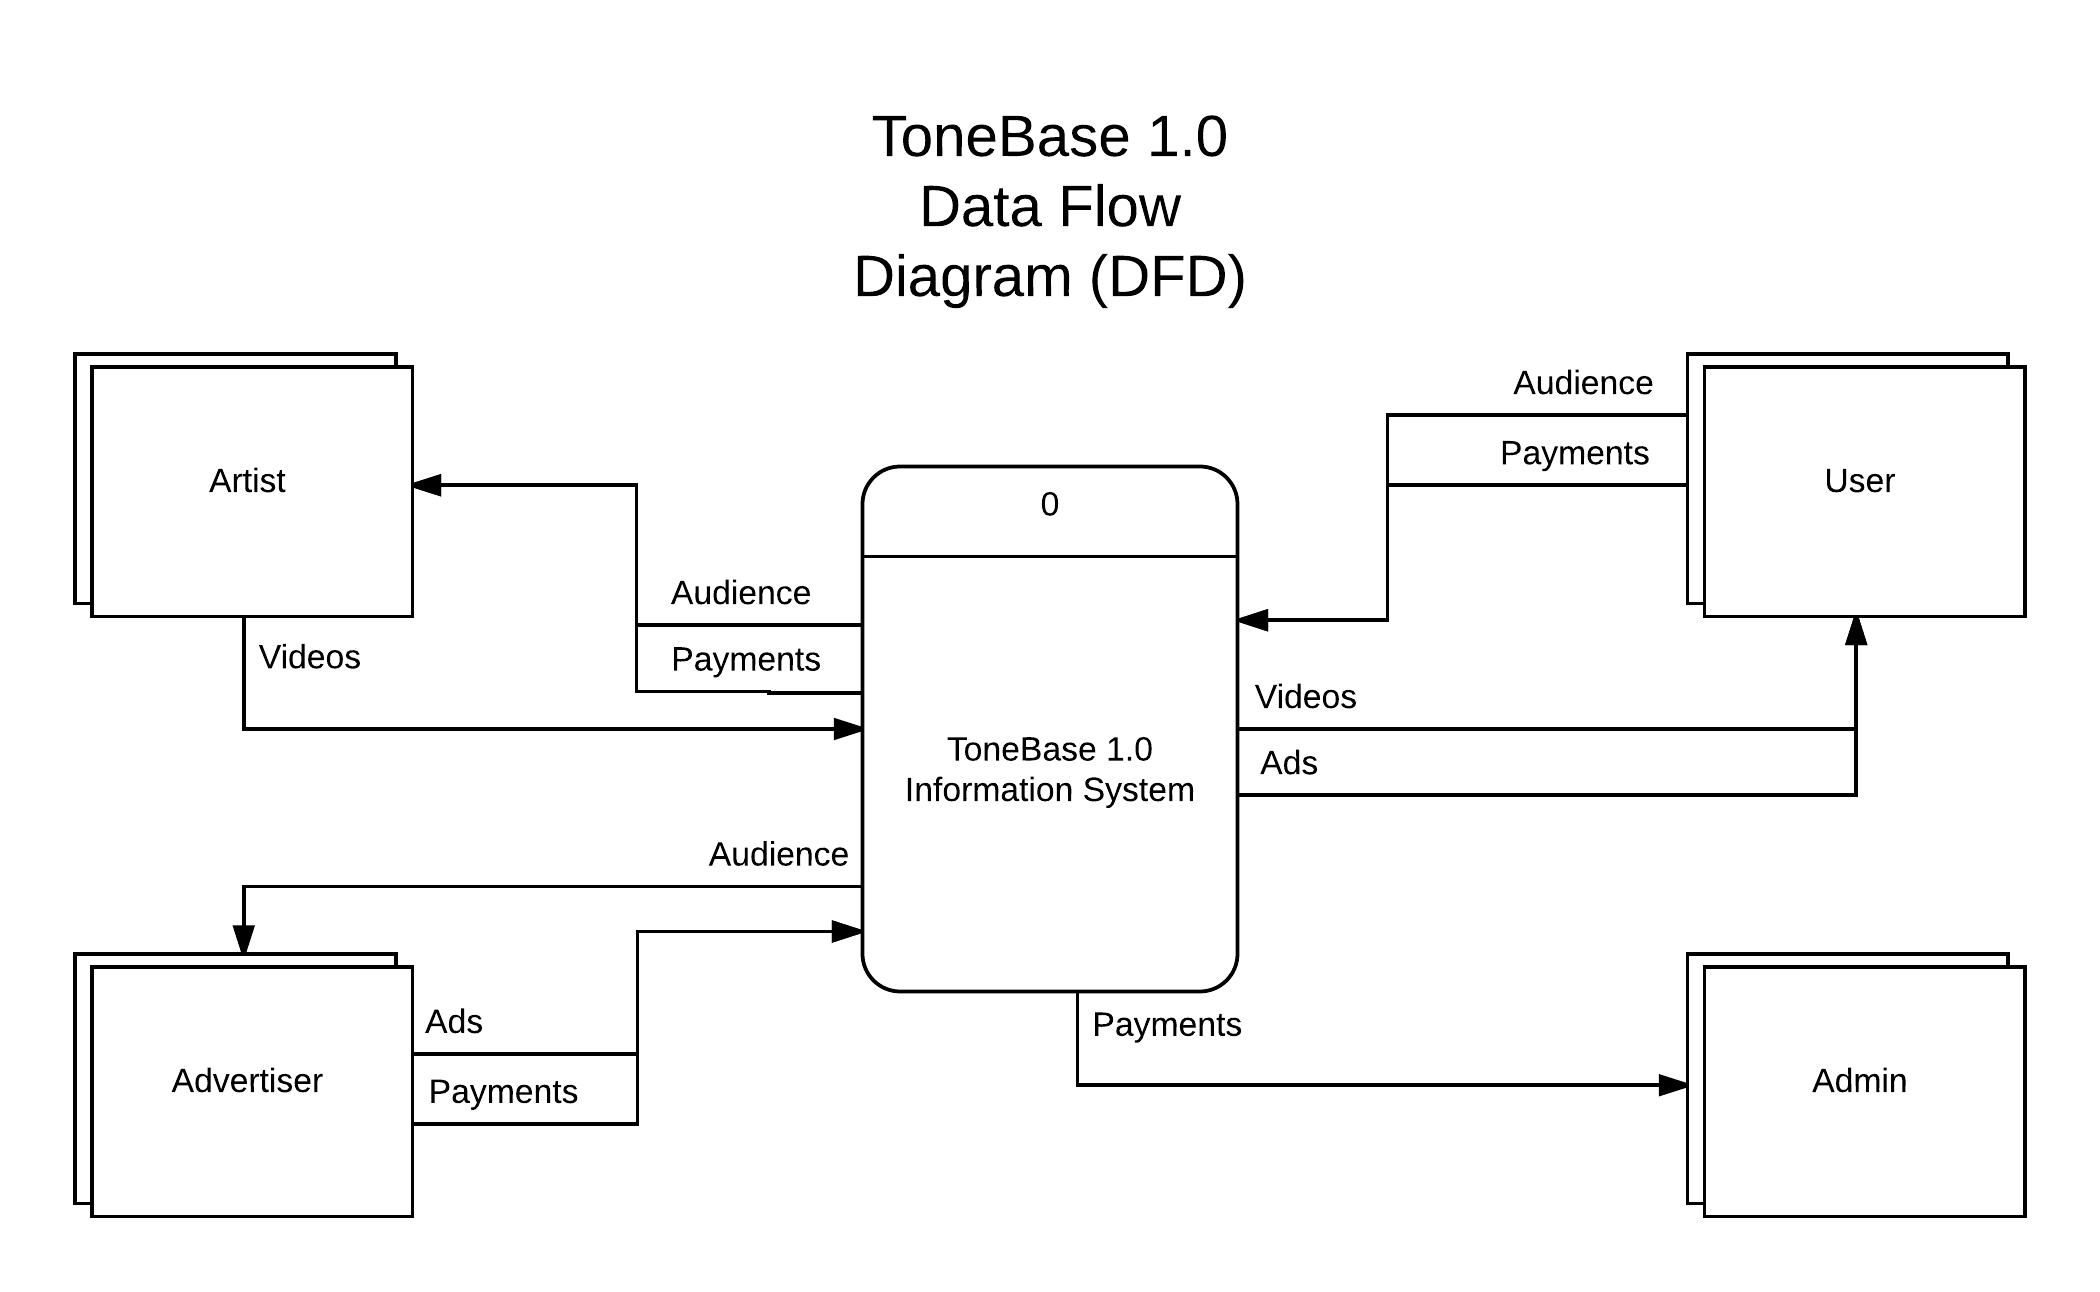 ToneBase 1.0
Data Flow
Diagram (DFD)
Audience
Payments
Artist
User
0
Audience
Payments
Videos
Videos
Ads
ToneBase 1.0
Information System
Audience
Ads
Payments
Advertiser
Payments
Admin